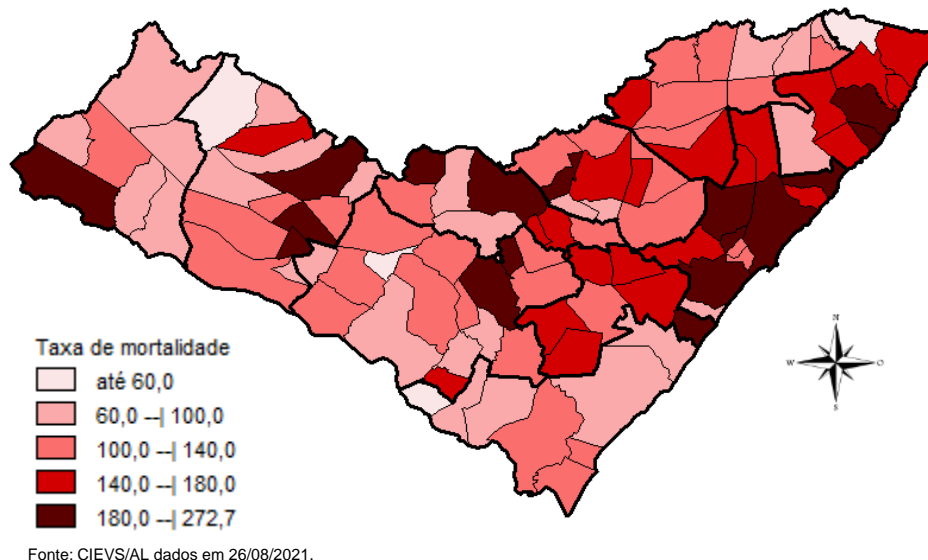 N
W
O
S
Taxa de mortalidade
até 60,0
60,0 --| 100,0
100,0 --| 140,0
140,0 --| 180,0
180,0 --| 272,7
Fonte: CIEVS/AL dados em 26/08/2021.